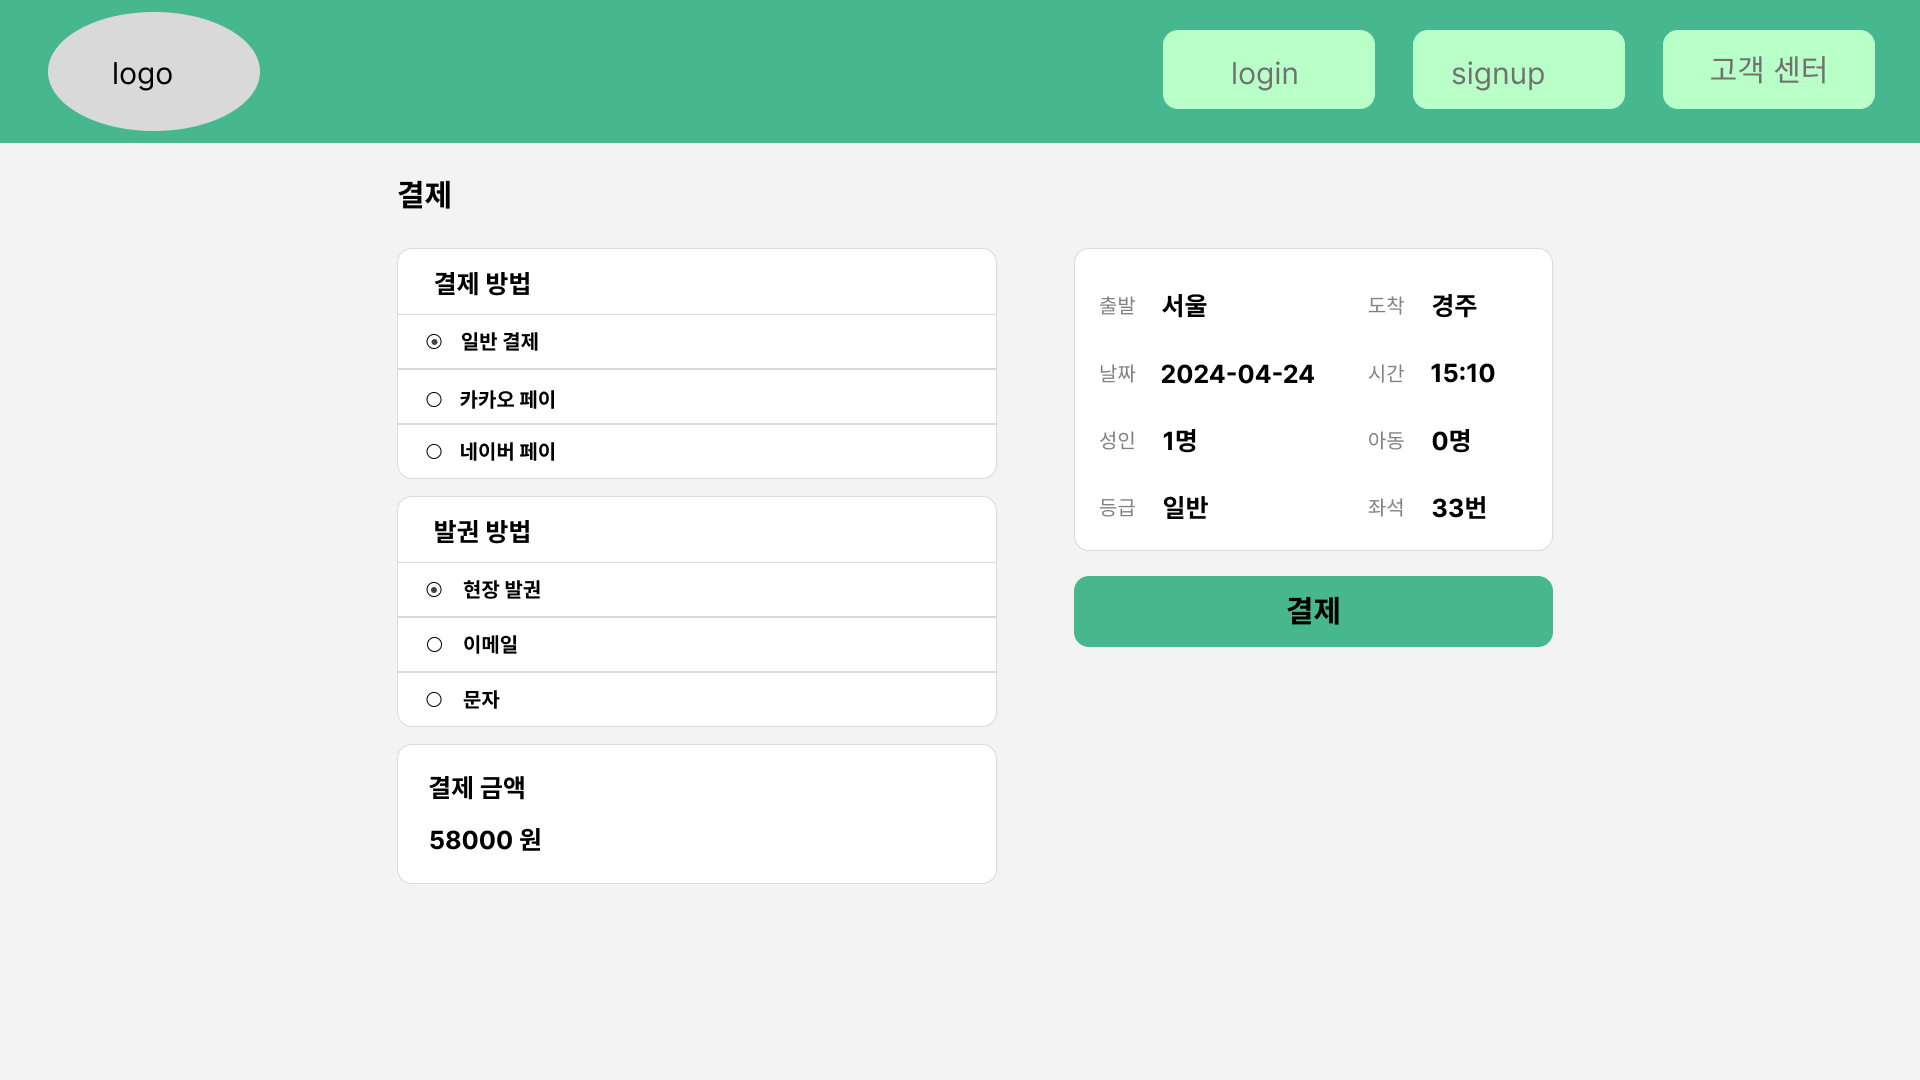 logo
login
signup
고객 센터
결제
결제 방법
일반 결제
카카오 페이
네이버 페이
발권 방법
현장 발권
이메일
문자
결제 금액
58000 원
출발 서울 도착 경주
날짜 2024-04-24 시간 15:10
성인 1명 아동 0명
등급 일반 좌석 33번
결제